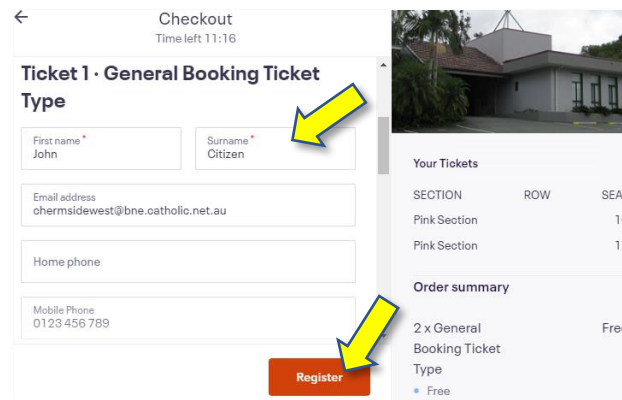 Checkout
Time left 11:16
Ticket 1 · General Booking Ticket
Type
First name *
John
Surname *
Citizen
Email address
chermsidewest@bne.catholic.net.au
Home phone
Mobile Phone
0123 456 789
Register
Your Tickets
SECTION ROW
Pink Section
Pink Section
Order summary
2 x General
Booking Ticket
Type
Free